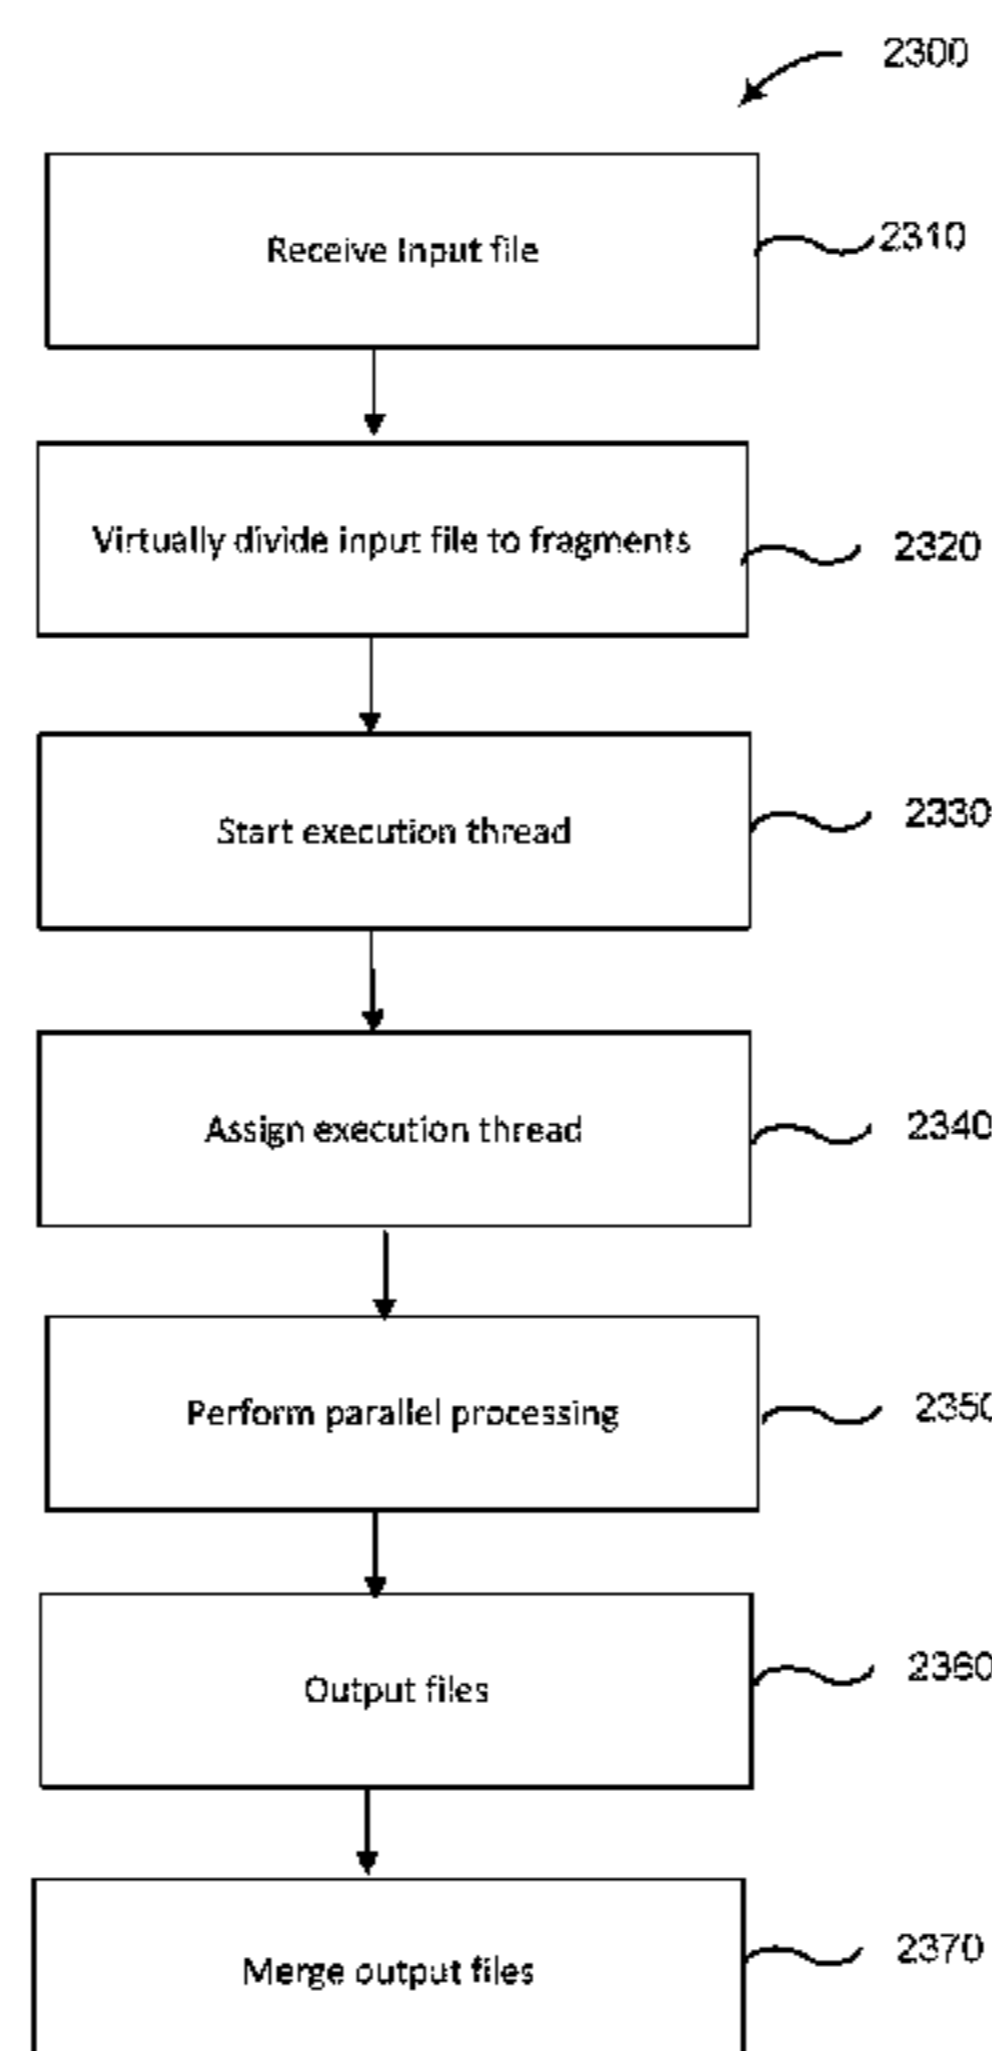 2300
Receive Input file
2310
Virtually divide input file to fragments
2320
Start execution thread
2330
Assign execution thread
2340
Perform parallel processing
2350
Output files
2360
Merge output files
2370